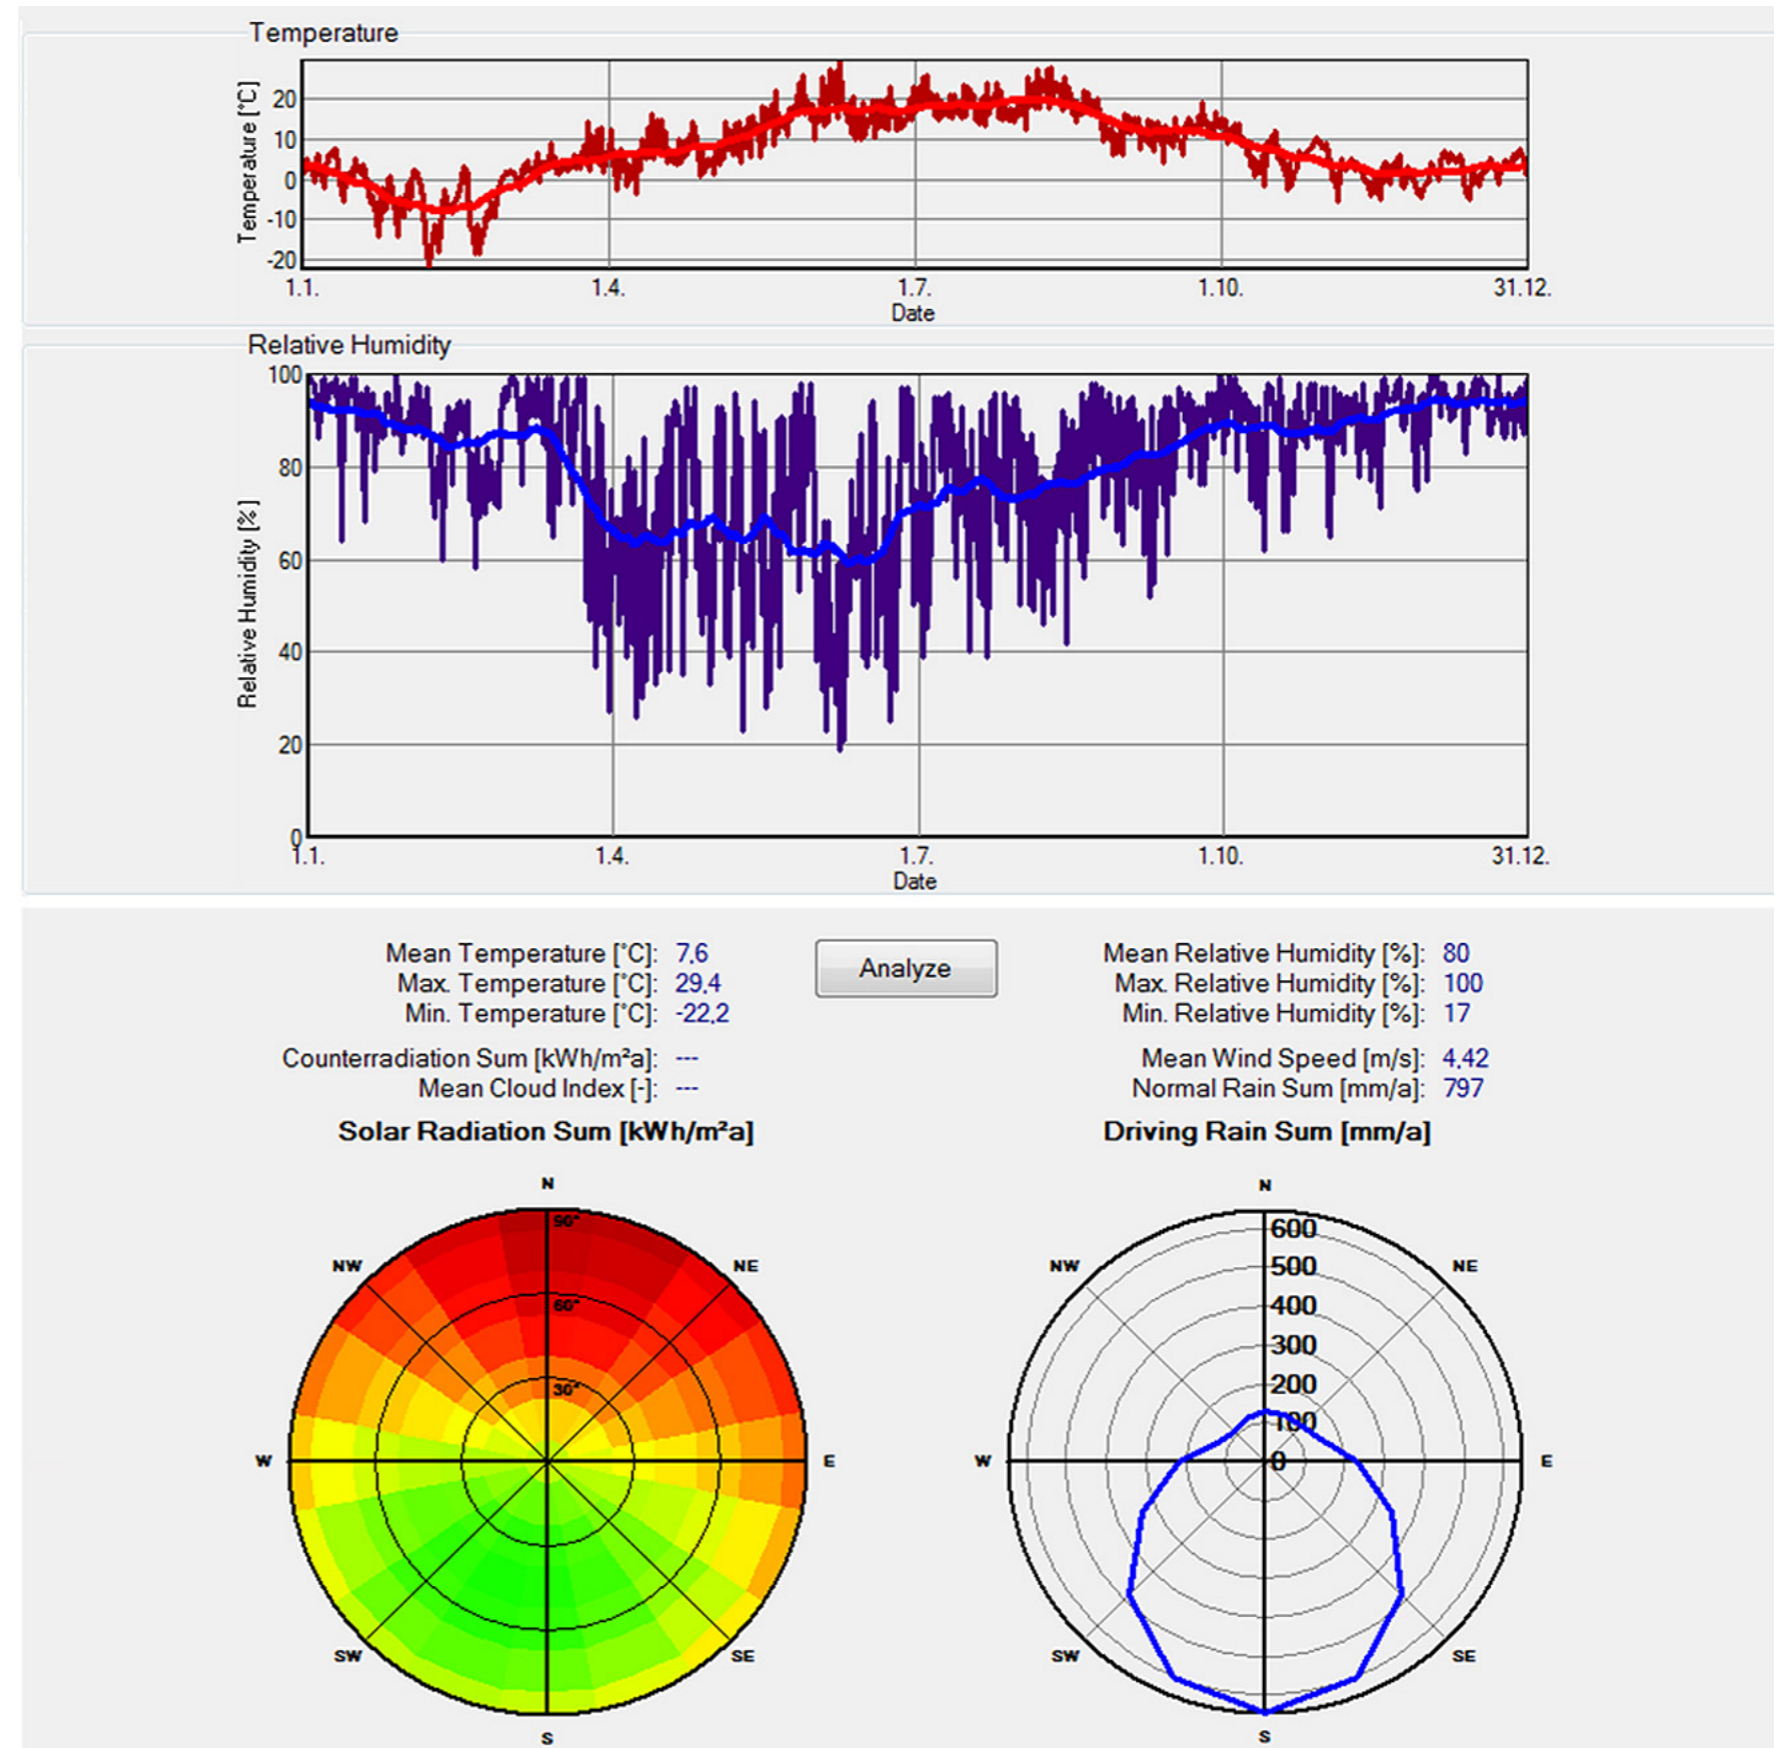 Temperature
Temperature [°C]
20
10
0
-10
-20
1.1.
1.4.
1.7.
1.10.
31.12.
Date
Relative Humidity
Relative Humidity [%]
100
80
60
40
20
0
1.1.
1.4.
1.7.
1.10.
31.12.
Date
Mean Temperature [°C]: 7,6
Max. Temperature [°C]: 29,4
Min. Temperature [°C]: -22,2
Counterradiation Sum [kWh/m²a]: ---
Mean Cloud Index [-]: ---
Analyze
Mean Relative Humidity [%]: 80
Max. Relative Humidity [%]: 100
Min. Relative Humidity [%]: 17
Mean Wind Speed [m/s]: 4,42
Normal Rain Sum [mm/a]: 797
Solar Radiation Sum [kWh/m²a]
N
90°
NW
NE
60°
30°
W
E
SW
SE
S
Driving Rain Sum [mm/a]
N
600
NW
500
NE
400
300
200
100
W
0
E
SW
SE
S